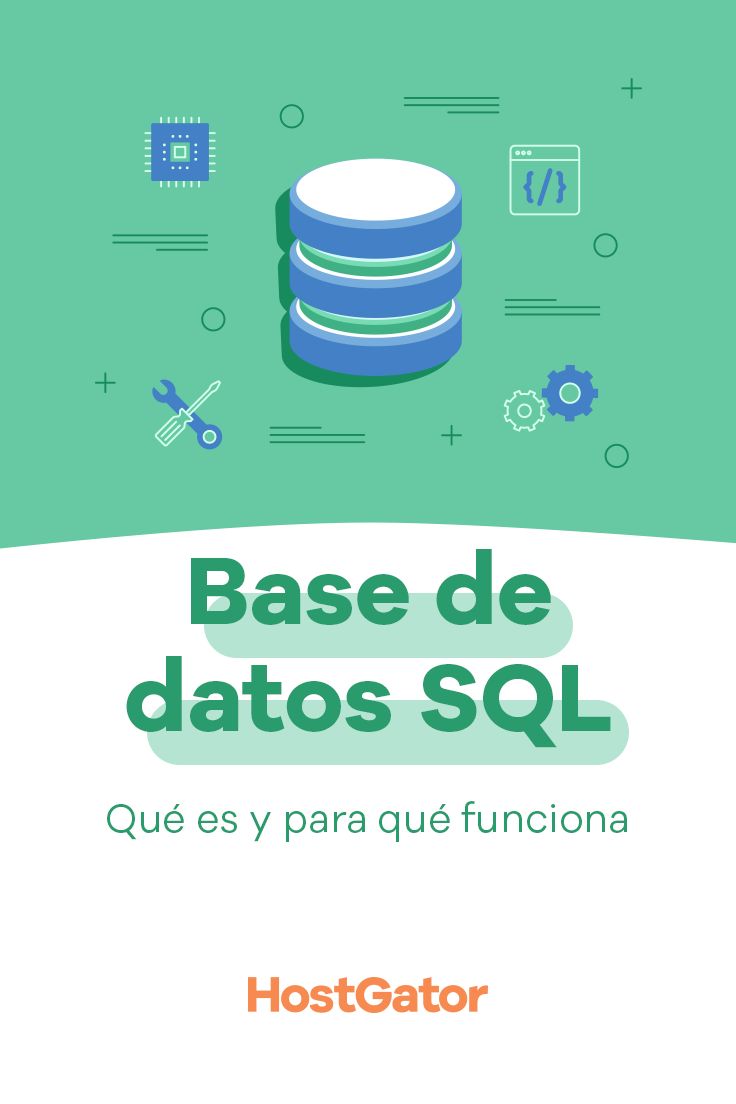 Base de
datos SQL
Qué es y para qué funciona
HostGator